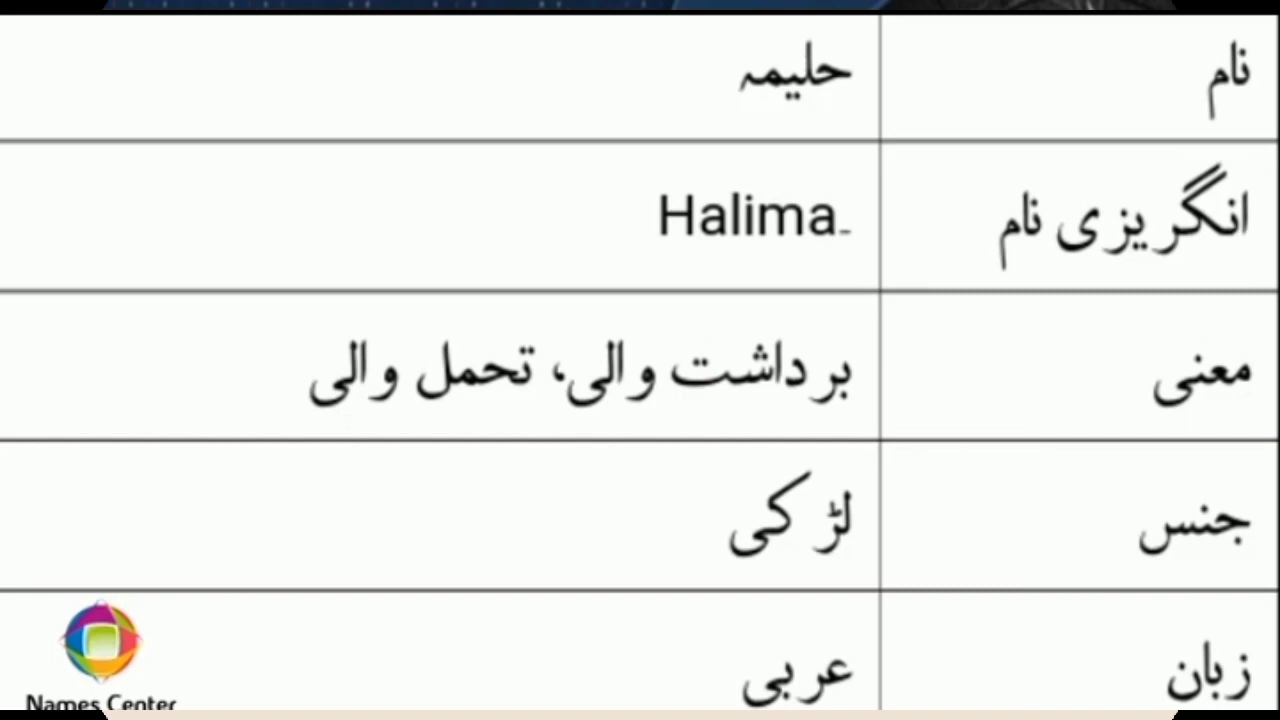 نام حلیمہ
انگریزی نام Halima۔
معنی برداشت والی، تحمل والی
جنس لڑکی
زبان عربی
Names Center